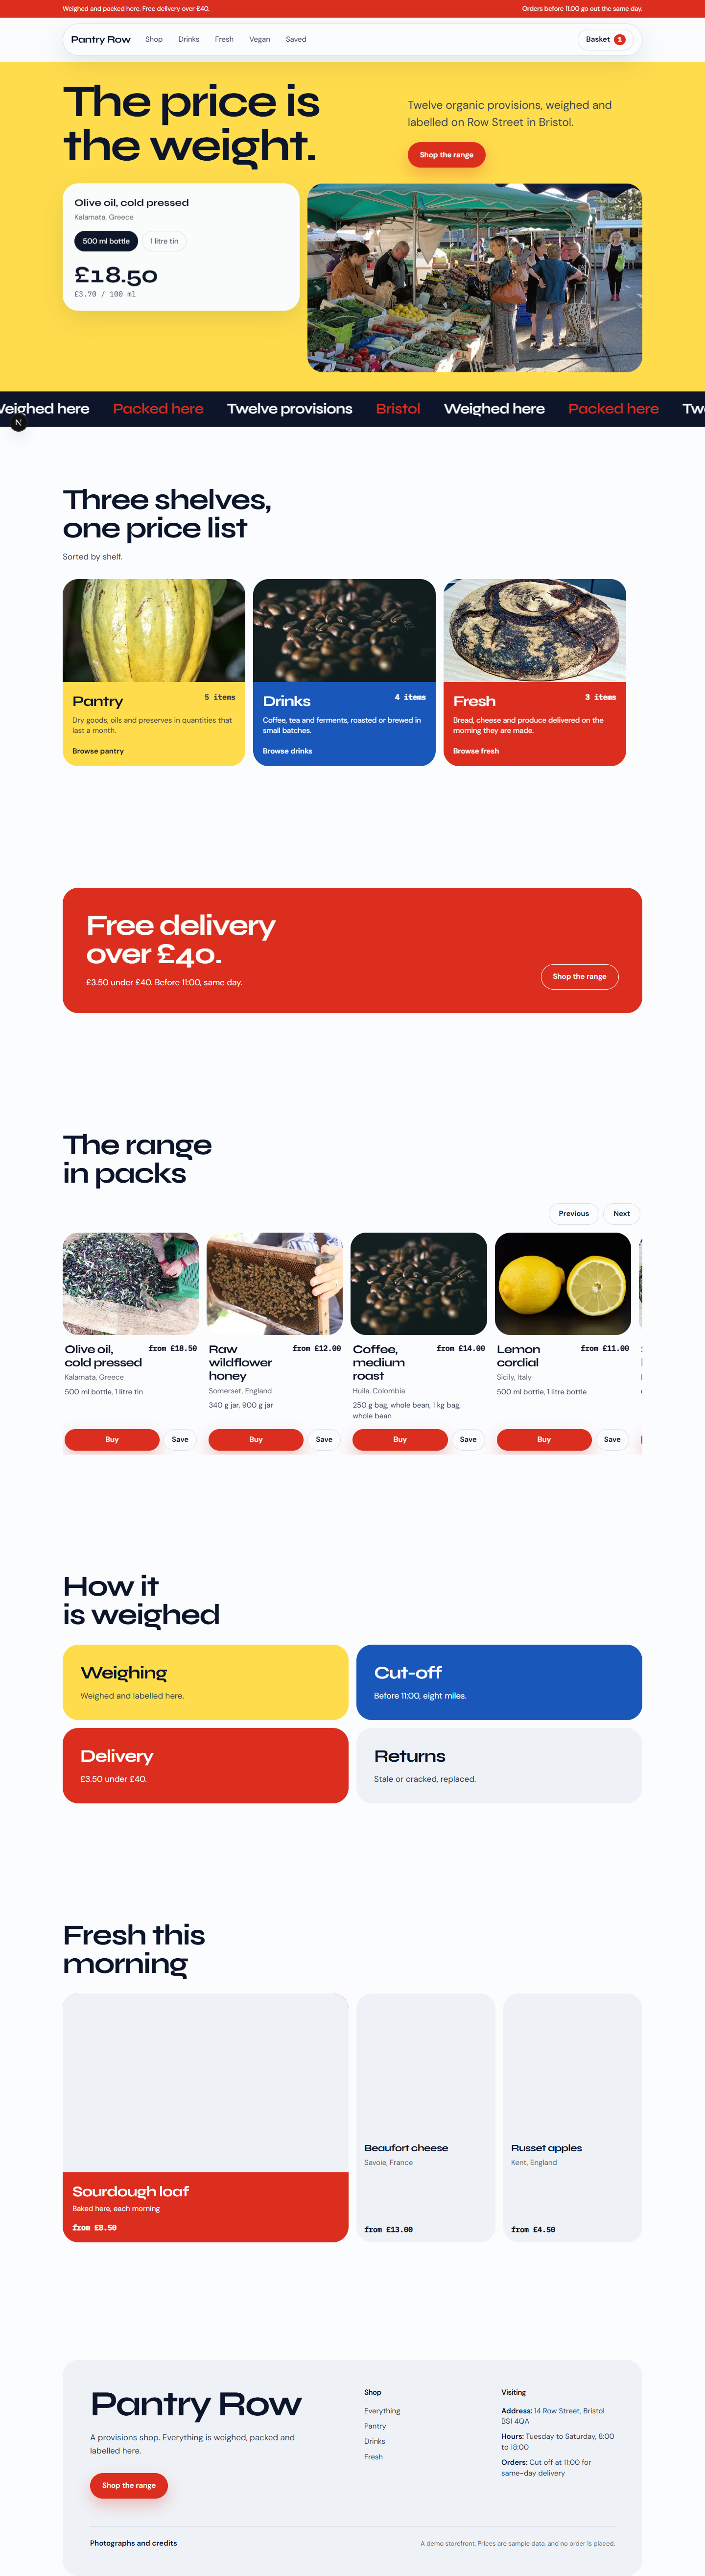 Weighed and packed here. Free delivery over £40.
Orders before 11:00 go out the same day.
Pantry Row
Shop
Drinks
Fresh
Vegan
Saved
Basket 1
The price is
the weight.
Twelve organic provisions, weighed and
labelled on Row Street in Bristol.
Shop the range
Olive oil, cold pressed
Kalamata, Greece
500 ml bottle
1 litre tin
£18.50
£3.70 / 100 ml
Weighed here
Packed here
Twelve provisions
Bristol
Weighed here
Packed here
N
Three shelves,
one price list
Sorted by shelf.
Pantry
5 items
Dry goods, oils and preserves in quantities that
last a month.
Browse pantry
Drinks
4 items
Coffee, tea and ferments, roasted or brewed in
small batches.
Browse drinks
Fresh
3 items
Bread, cheese and produce delivered on the
morning they are made.
Browse fresh
Free delivery
over £40.
£3.50 under £40. Before 11:00, same day.
Shop the range
The range
in packs
Previous
Next
Olive oil,
cold pressed
from £18.50
Kalamata, Greece
500 ml bottle, 1 litre tin
Buy
Save
Raw
wildflower
honey
from £12.00
Somerset, England
340 g jar, 900 g jar
Buy
Save
Coffee,
medium
roast
from £14.00
Huila, Colombia
250 g bag, whole bean, 1 kg bag,
whole bean
Buy
Save
Lemon
cordial
from £11.00
Sicily, Italy
500 ml bottle, 1 litre bottle
Buy
Save
How it
is weighed
Weighing
Weighed and labelled here.
Cut-off
Before 11:00, eight miles.
Delivery
£3.50 under £40.
Returns
Stale or cracked, replaced.
Fresh this
morning
Sourdough loaf
Baked here, each morning
from £8.50
Beaufort cheese
Savoie, France
from £13.00
Russet apples
Kent, England
from £4.50
Pantry Row
A provisions shop. Everything is weighed, packed and
labelled here.
Shop the range
Shop
Everything
Pantry
Drinks
Fresh
Visiting
Address: 14 Row Street, Bristol
BS1 4QA
Hours: Tuesday to Saturday, 8:00
to 18:00
Orders: Cut off at 11:00 for
same-day delivery
Photographs and credits
A demo storefront. Prices are sample data, and no order is placed.